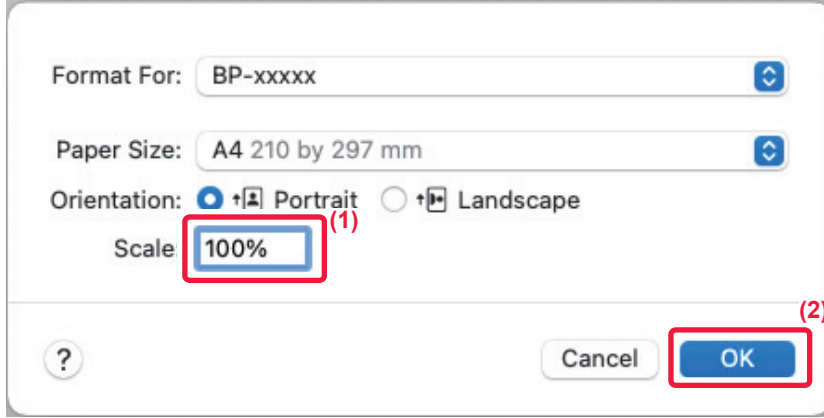 Format For: BP-xxxxx
Paper Size: A4 210 by 297 mm
Orientation: Portrait Landscape
(1)
Scale: 100%
(2)
? Cancel OK